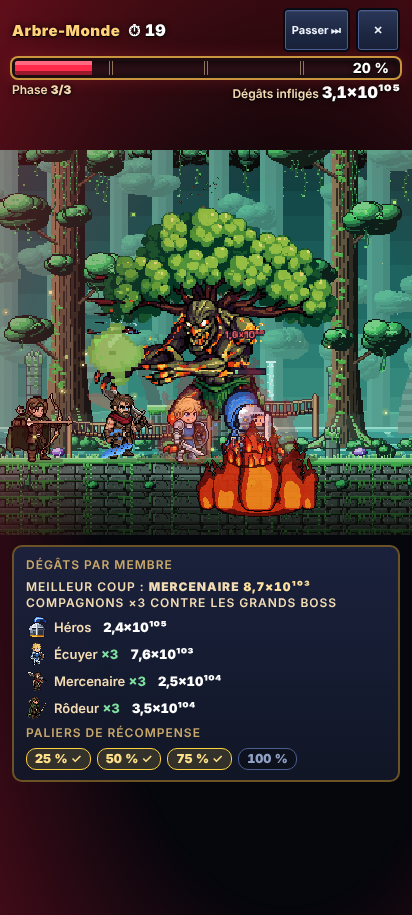 Arbre-Monde ⏱ 19
Passer ⏭
✕
20 %
Phase 3/3
Dégâts infligés 3,1×10¹⁰⁵
DÉGÂTS PAR MEMBRE
MEILLEUR COUP : MERCENAIRE 8,7×10¹⁰³
COMPAGNONS ×3 CONTRE LES GRANDS BOSS
Héros 2,4×10¹⁰⁵
Écuyer ×3 7,6×10¹⁰³
Mercenaire ×3 2,5×10¹⁰⁴
Rôdeur ×3 3,5×10¹⁰⁴
PALIERS DE RÉCOMPENSE
25 % ✓ 50 % ✓ 75 % ✓ 100 %